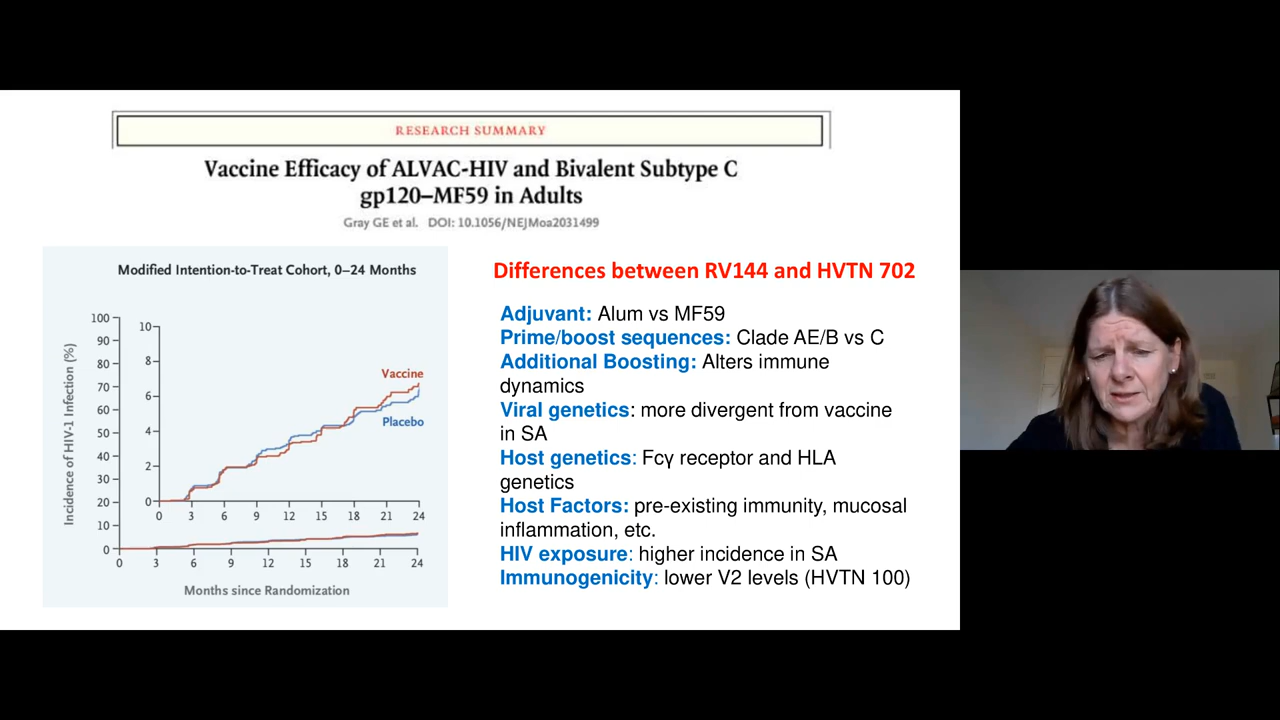 RESEARCH SUMMARY
Vaccine Efficacy of ALVAC-HIV and Bivalent Subtype C
gp120–MF59 in Adults
Gray GE et al. DOI: 10.1056/NEJMoa2031499
Modified Intention-to-Treat Cohort, 0–24 Months
Incidence of HIV-1 Infection (%)
100
90
80
70
60
50
40
30
20
10
0
10
8
6
4
2
0
Vaccine
Placebo
0 3 6 9 12 15 18 21 24
0 3 6 9 12 15 18 21 24
Months since Randomization
Differences between RV144 and HVTN 702
Adjuvant: Alum vs MF59
Prime/boost sequences: Clade AE/B vs C
Additional Boosting: Alters immune
dynamics
Viral genetics: more divergent from vaccine
in SA
Host genetics: Fcγ receptor and HLA
genetics
Host Factors: pre-existing immunity, mucosal
inflammation, etc.
HIV exposure: higher incidence in SA
Immunogenicity: lower V2 levels (HVTN 100)